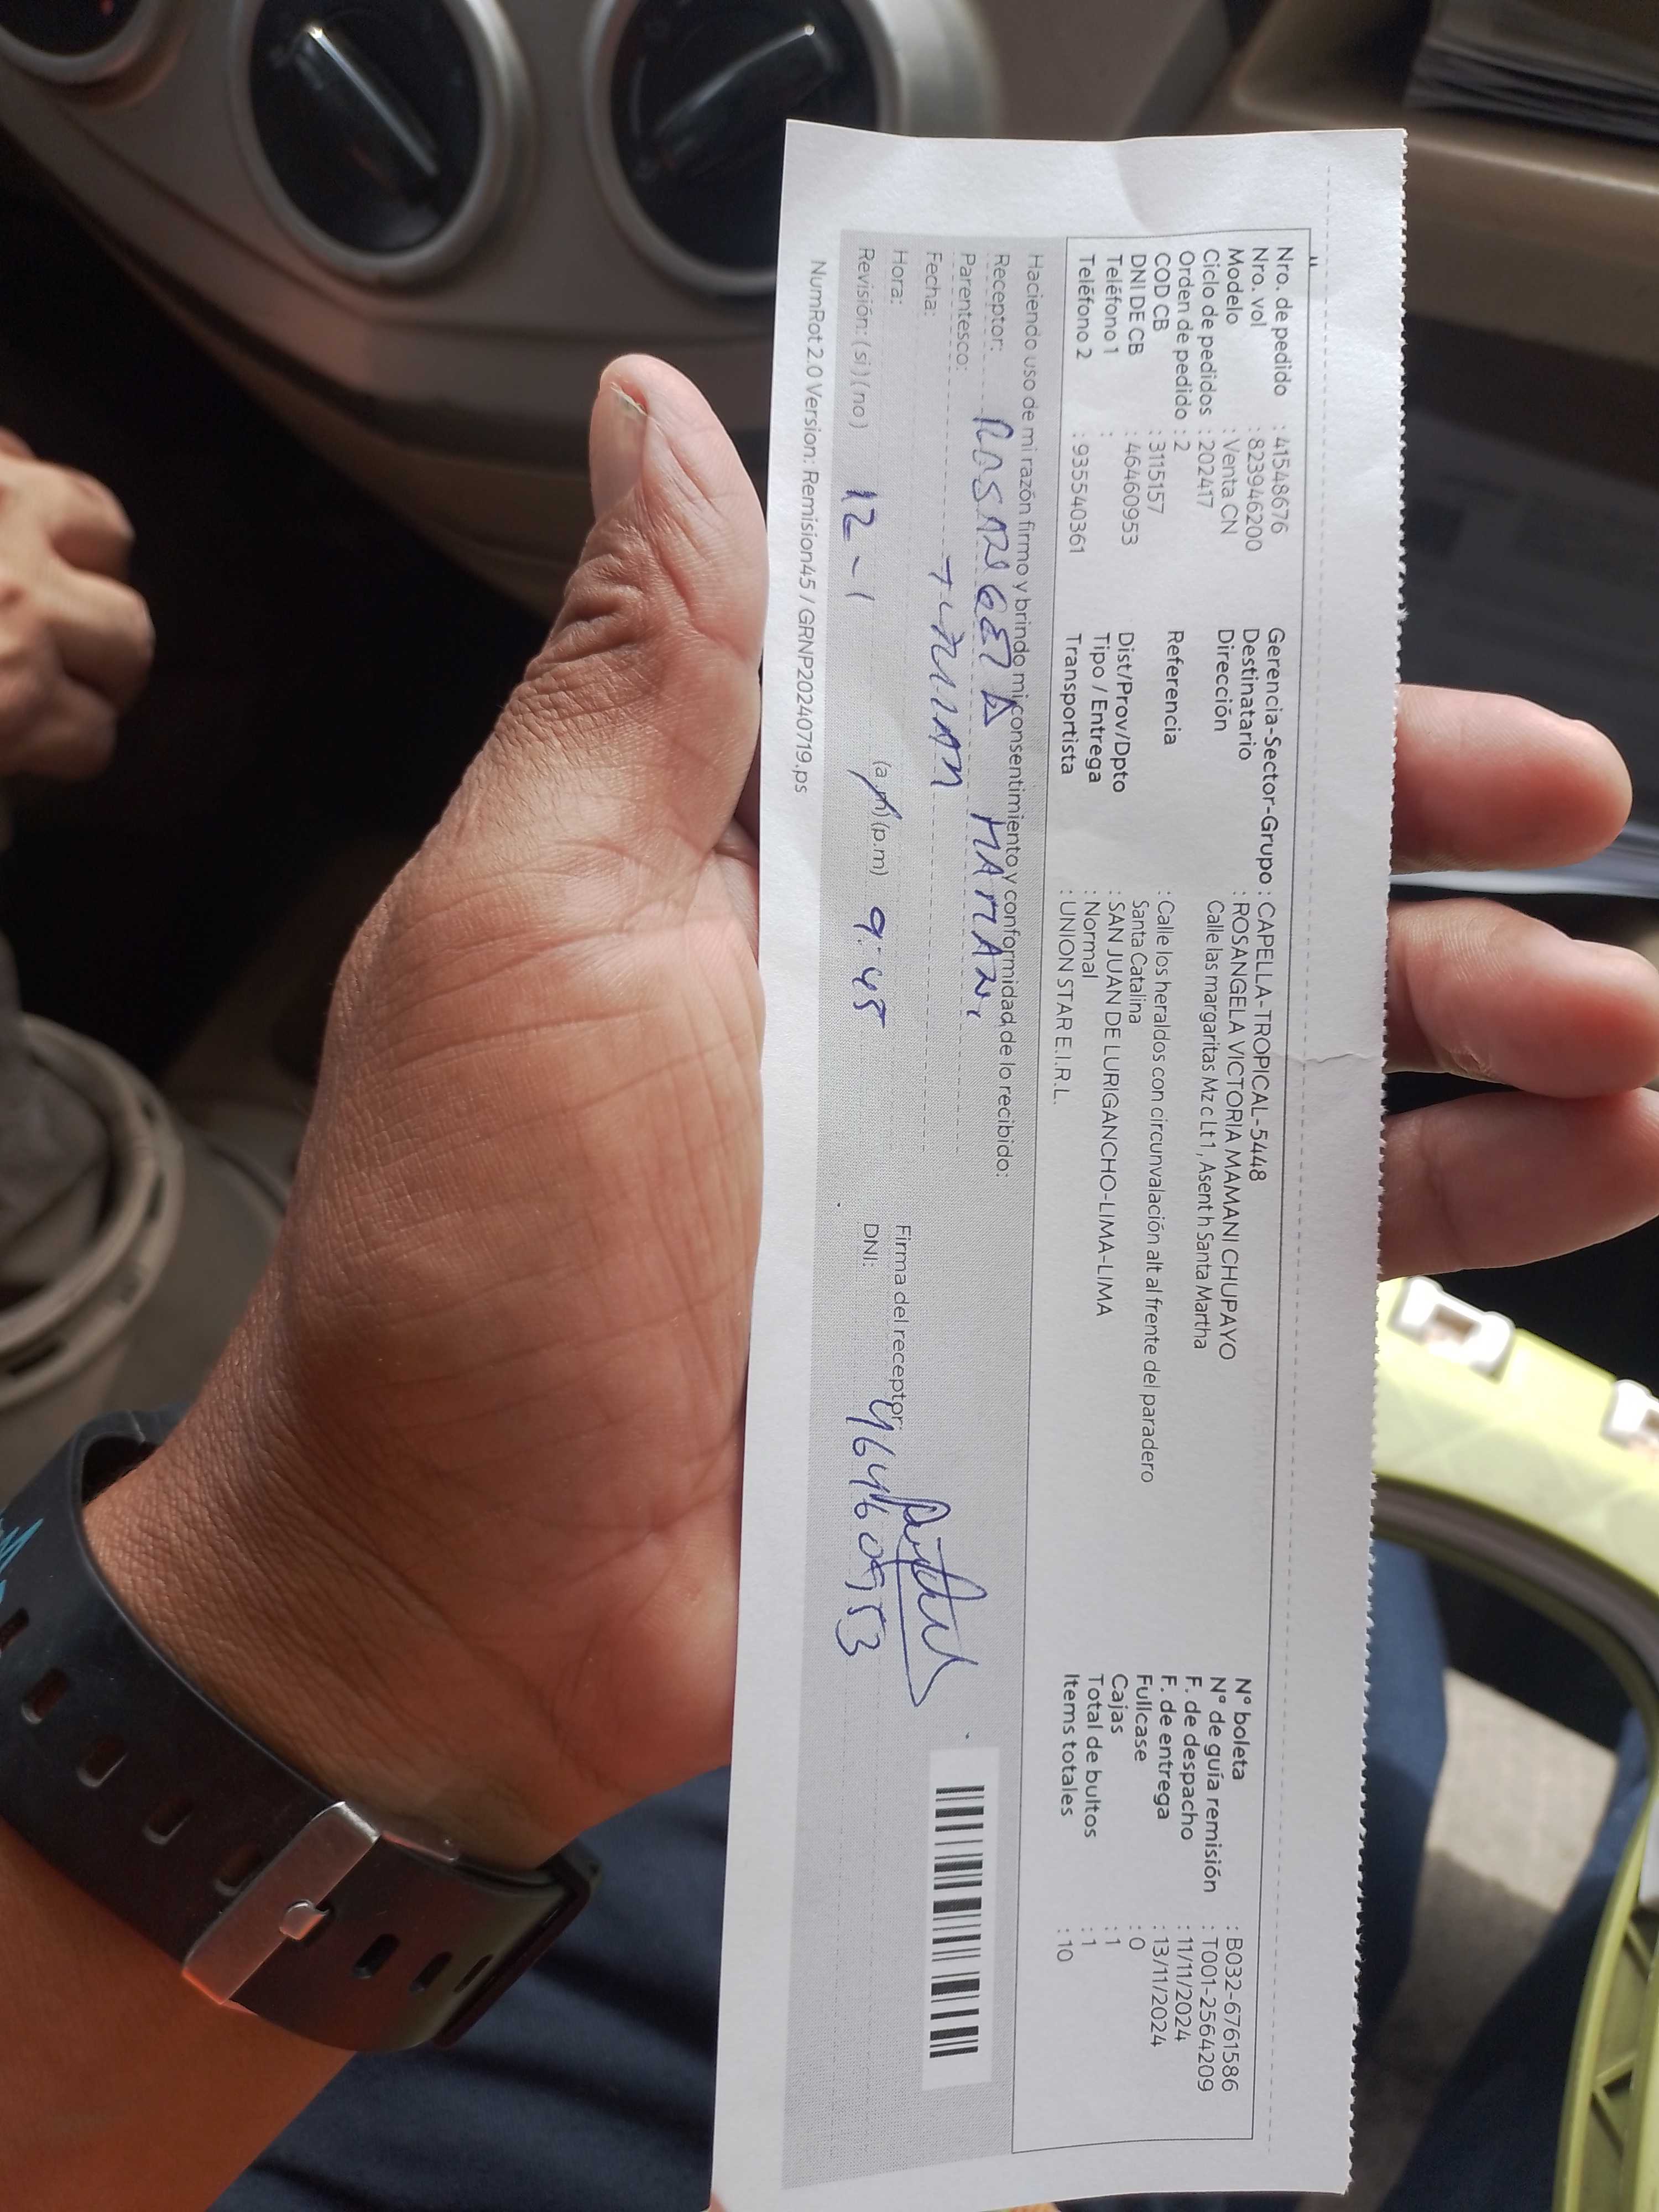 Nro. de pedido : 41548676
Nro. vol : 823946200
Modelo : Venta CN
Ciclo de pedidos : 202417
Orden de pedido : 2
COD CB : 3115157
DNI DE CB : 46460953
Teléfono 1 :
Teléfono 2 : 935540361
Gerencia-Sector-Grupo : CAPELLA-TROPICAL-5448
Destinatario : ROSANGELA VICTORIA MAMANI CHUPAYO
Dirección : Calle las margaritas Mz c Lt 1, Asent h Santa Martha
Referencia : Calle los heraldos con circunvalación alt al frente del paradero
Santa Catalina
Dist/Prov/Dpto : SAN JUAN DE LURIGANCHO-LIMA-LIMA
Tipo / Entrega : Normal
Transportista : UNION STAR E.I.R.L.
N° boleta : B032-6761586
N° de guía remisión : T001-2564209
F. de despacho : 11/11/2024
F. de entrega : 13/11/2024
Fullcase : 0
Cajas : 1
Total de bultos : 1
Items totales : 10
Haciendo uso de mi razón firmo y brindo mi consentimiento y conformidad de lo recibido:
Receptor: ROSANGELA MAMANI
Parentesco:
Fecha:
Hora: (a.m) (p.m) 9:45
Revisión: (si) (no) 12-1
Firma del receptor:
DNI: 46460953
NumRot 2.0 Version: Remision45 / GRNP20240719.ps